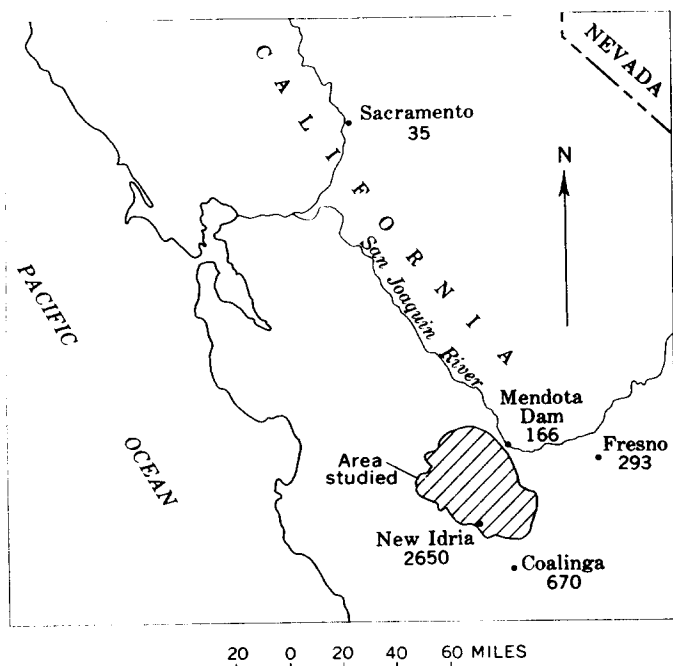 CALIFORNIA
NEVADA
Sacramento
35
N
PACIFIC
OCEAN
San Joaquin River
Mendota
Dam
166
Fresno
293
Area
studied
New Idria
2650
Coalinga
670
20 0 20 40 60 MILES